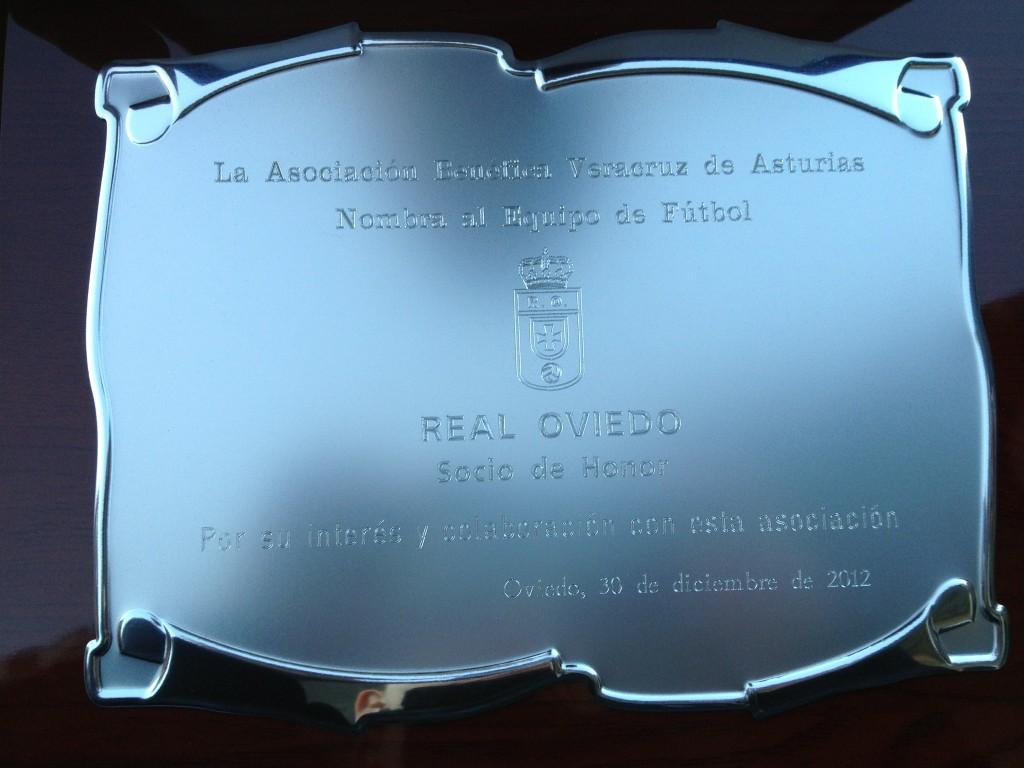 La Asociación Benéfica Veracruz de Asturias
Nombra al Equipo de Fútbol
R. O.
REAL OVIEDO
Socio de Honor
Por su interés y colaboración con esta asociación
Oviedo, 30 de diciembre de 2012